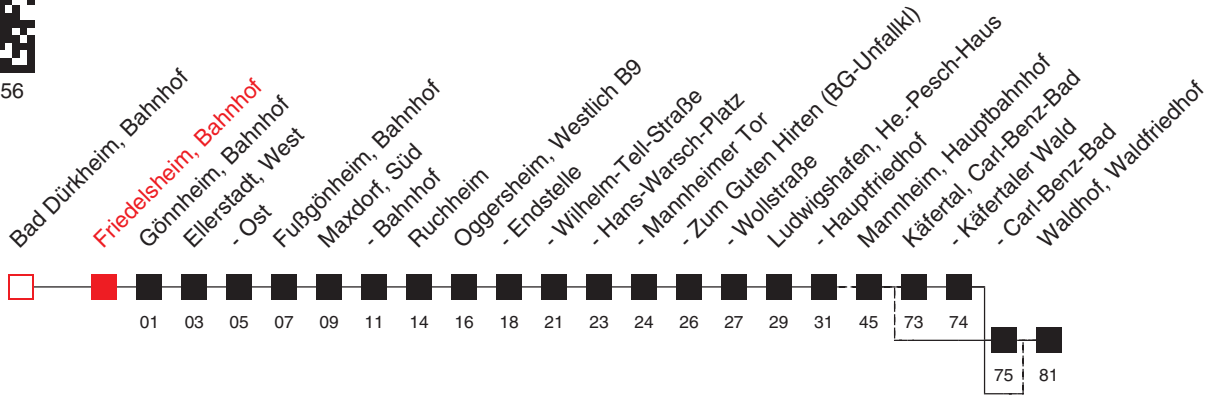 56
Bad Dürkheim, Bahnhof
Friedelsheim, Bahnhof
Gönnheim, Bahnhof
Ellerstadt, West
- Ost
Fußgönheim, Bahnhof
Maxdorf, Süd
- Bahnhof
Ruchheim
Oggersheim, Westlich B9
- Endstelle
- Wilhelm-Tell-Straße
- Hans-Warsch-Platz
- Mannheimer Tor
- Zum Guten Hirten (BG-Unfallkl)
- Wollstraße
Ludwigshafen, He.-Pesch-Haus
- Hauptfriedhof
Mannheim, Hauptbahnhof
Käfertal, Carl-Benz-Bad
- Käfertaler Wald
- Carl-Benz-Bad
Waldhof, Waldfriedhof
01 03 05 07 09 11 14 16 18 21 23 24 26 27 29 31 45 73 74
75 81